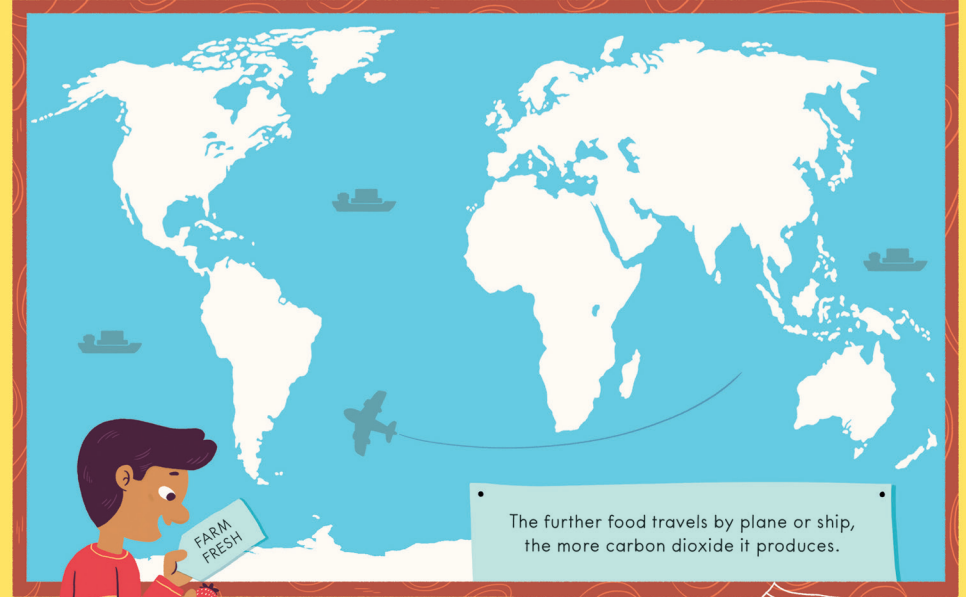 FARM
FRESH
The further food travels by plane or ship,
the more carbon dioxide it produces.